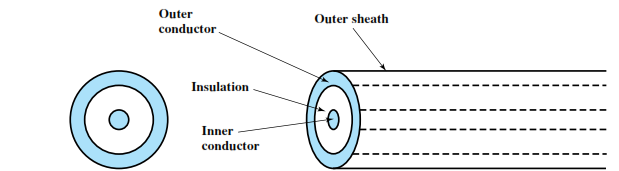 Outer
conductor
Outer sheath
Insulation
Inner
conductor